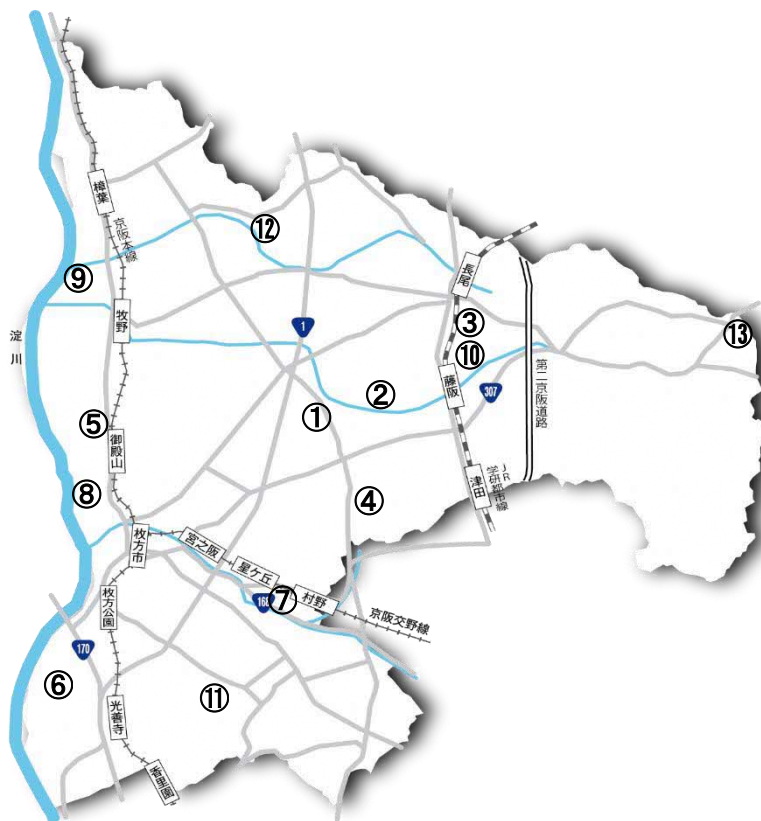 樟葉
京阪本線
⑫
⑨
長尾
淀川
牧野
1
③
⑬
⑩
第二京阪道路
藤阪
②
307
①
⑤
御殿山
JR
学研都市線
津田
⑧
④
枚方市
宮之阪
星ケ丘
168
⑦
村野
京阪交野線
枚方公園
170
⑥
⑪
光善寺
香里園